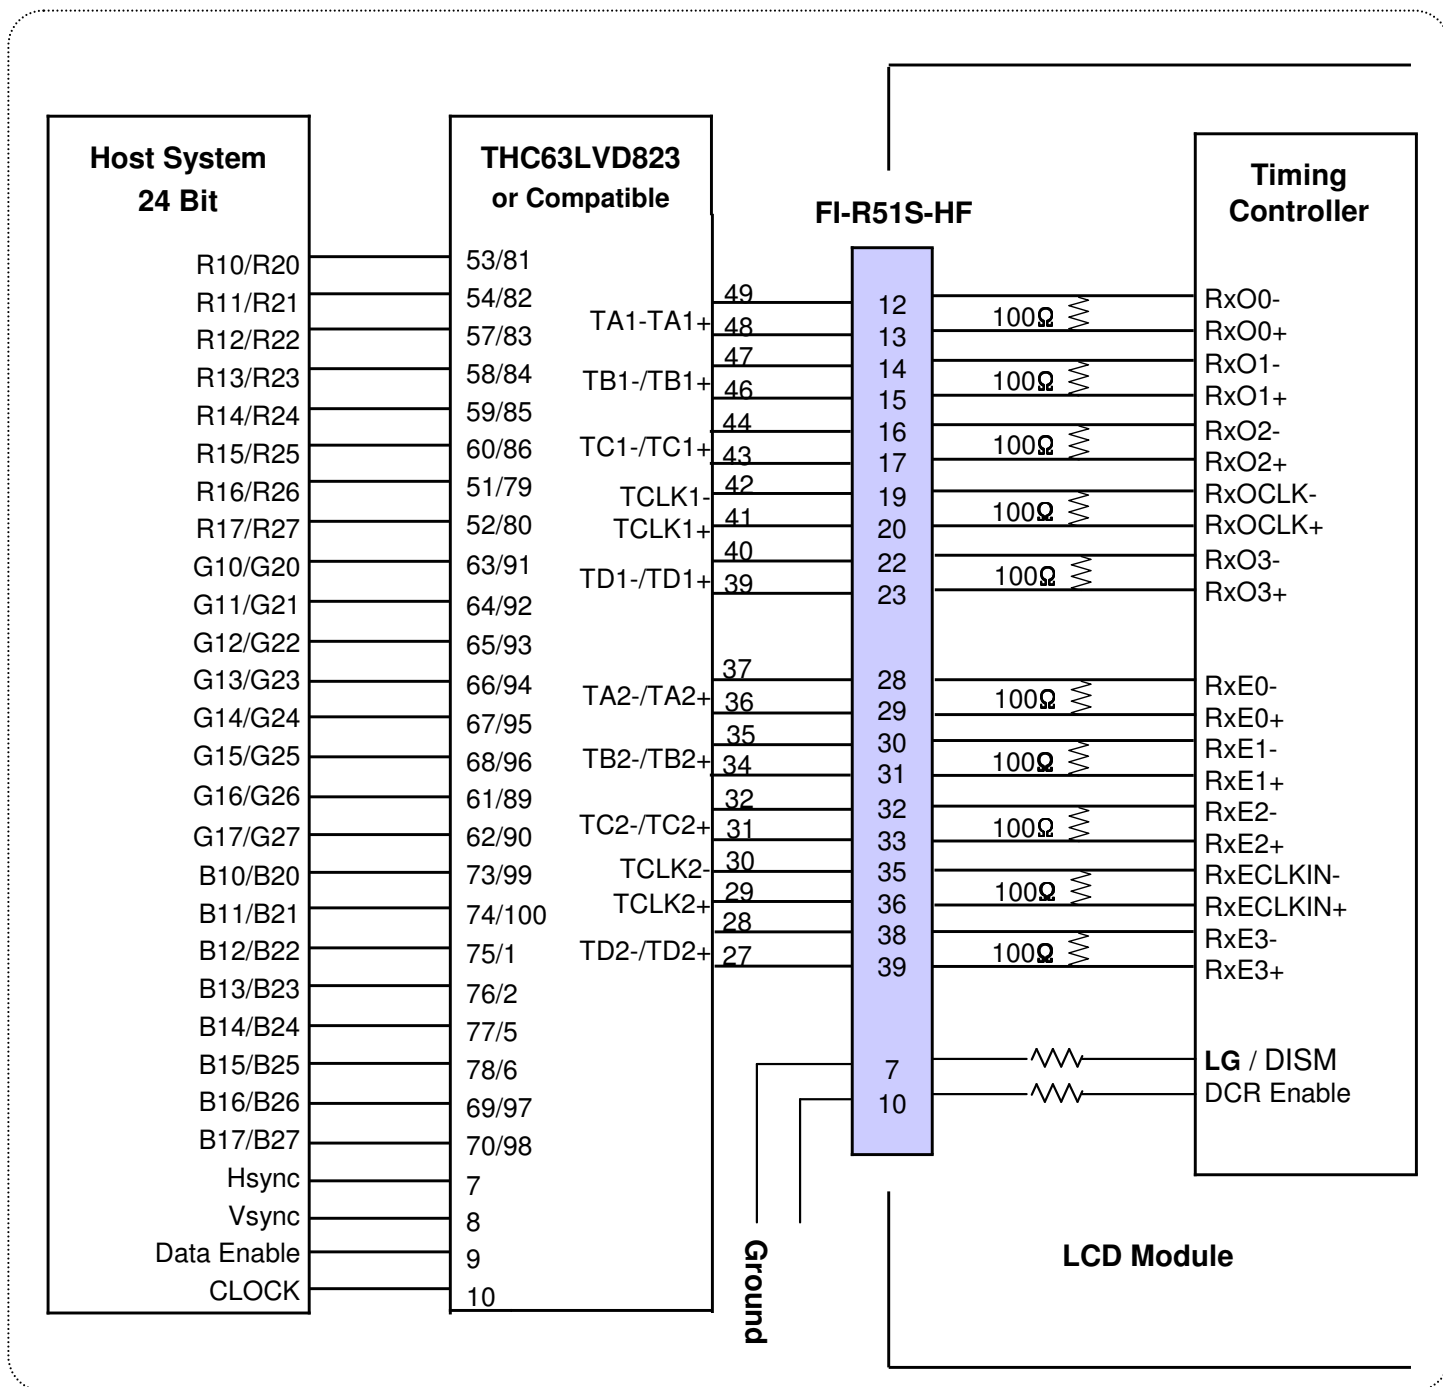 Host System
24 Bit
R10/R20
R11/R21
R12/R22
R13/R23
R14/R24
R15/R25
R16/R26
R17/R27
G10/G20
G11/G21
G12/G22
G13/G23
G14/G24
G15/G25
G16/G26
G17/G27
B10/B20
B11/B21
B12/B22
B13/B23
B14/B24
B15/B25
B16/B26
B17/B27
Hsync
Vsync
Data Enable
CLOCK
THC63LVD823
or Compatible
53/81
54/82
57/83
58/84
59/85
60/86
51/79
52/80
63/91
64/92
65/93
66/94
67/95
68/96
61/89
62/90
73/99
74/100
75/1
76/2
77/5
78/6
69/97
70/98
7
8
9
10
TA1-TA1+
TB1-/TB1+
TC1-/TC1+
TCLK1-
TCLK1+
TD1-/TD1+
TA2-/TA2+
TB2-/TB2+
TC2-/TC2+
TCLK2-
TCLK2+
TD2-/TD2+
49
48
47
46
44
43
42
41
40
39
37
36
35
34
32
31
30
29
28
27
FI-R51S-HF
12
13
14
15
16
17
19
20
22
23
28
29
30
31
32
33
35
36
38
39
7
10
Ground
100Ω
100Ω
100Ω
100Ω
100Ω
100Ω
100Ω
100Ω
100Ω
100Ω
Timing
Controller
RxO0-
RxO0+
RxO1-
RxO1+
RxO2-
RxO2+
RxOCLK-
RxOCLK+
RxO3-
RxO3+
RxE0-
RxE0+
RxE1-
RxE1+
RxE2-
RxE2+
RxECLKIN-
RxECLKIN+
RxE3-
RxE3+
LG / DISM
DCR Enable
LCD Module